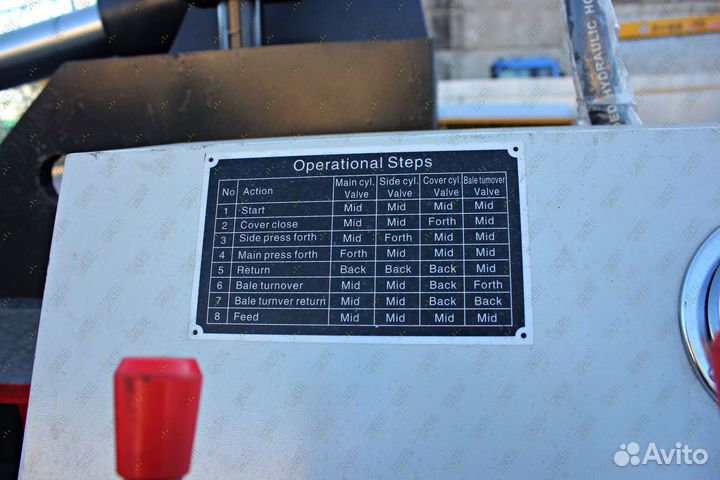 ED HYDRAULIC HO
Operational Steps
No Action Main cyl. Valve Side cyl. Valve Cover cyl. Valve Bale turnover Valve
1 Start Mid Mid Mid Mid
2 Cover close Mid Mid Forth Mid
3 Side press forth Mid Forth Mid Mid
4 Main press forth Forth Mid Mid Mid
5 Return Back Back Back Mid
6 Bale turnover Mid Mid Back Forth
7 Bale turnver return Mid Mid Back Back
8 Feed Mid Mid Mid Mid
Avito